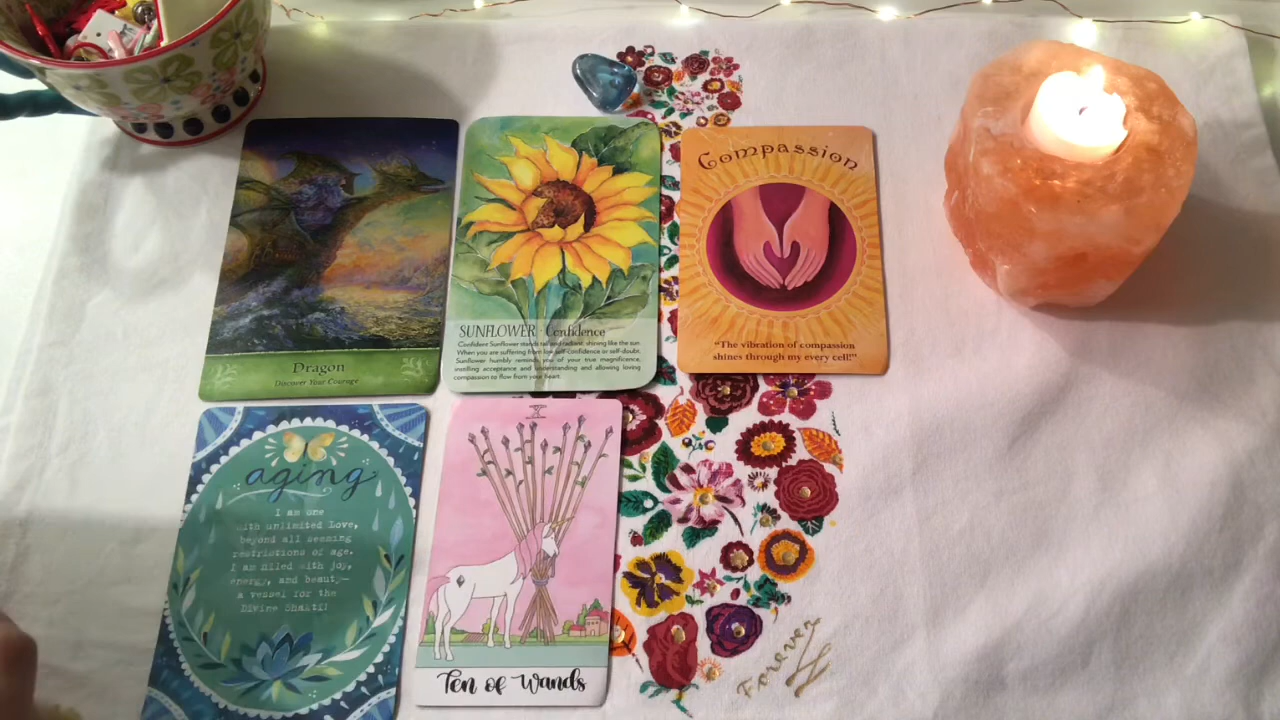 Dragon
Discover Your Courage
SUNFLOWER - Confidence
Confident Sunflower stands tall and radiant, shining like the sun.
When you are suffering from low self-confidence or self-doubt,
Sunflower humbly reminds you of your true magnificence,
instilling acceptance and understanding and allowing loving
compassion to flow from your heart.
Compassion
"The vibration of compassion
shines through my every cell!"
aging
I am one
with unlimited Love,
beyond all seeming
restrictions of age.
I am filled with joy,
energy, and beauty—
a vessel for the
Divine Shakti!
X
Ten of Wands
Forever